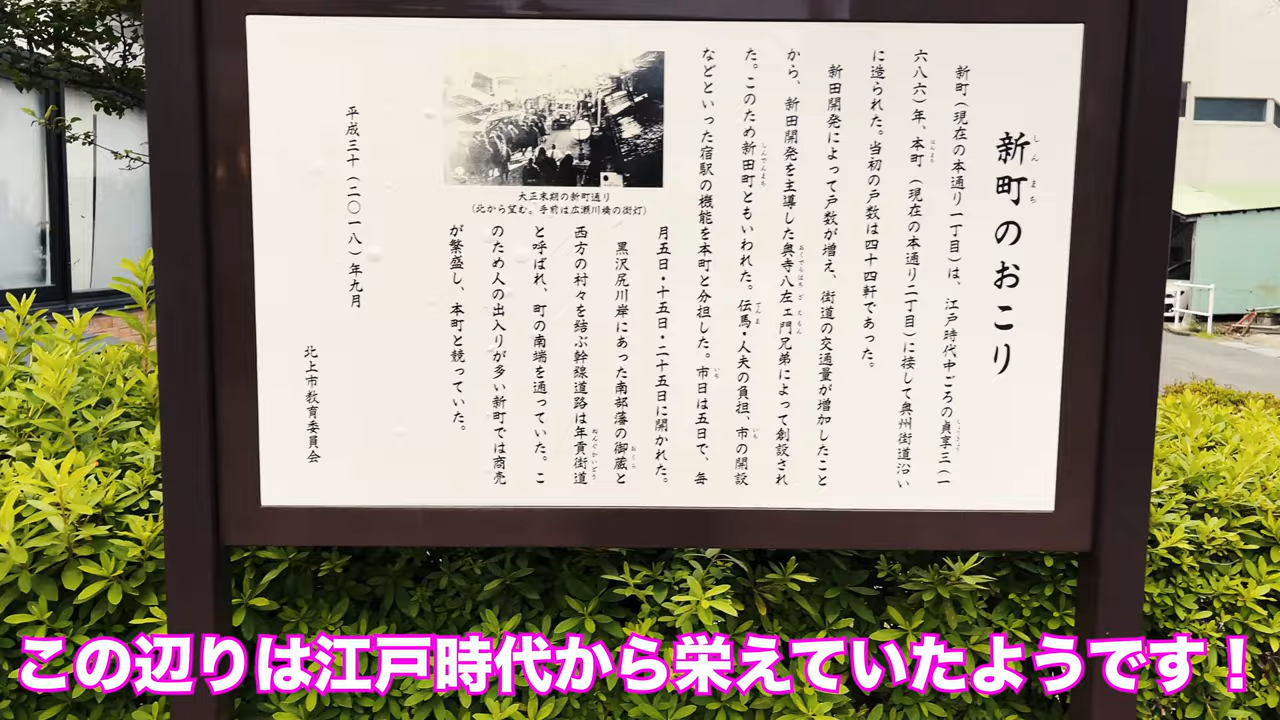 新町のおこり
新町（現在の本通り一丁目）は、江戸時代中ごろの貞享三（一
六八六）年、本町（現在の本通り二丁目）に接して奥州街道沿い
に造られた。当初の戸数は四十四軒であった。
新田開発によって戸数が増え、街道の交通量が増加したこと
から、新田開発を主導した奥寺八左ェ門兄弟によって創設され
た。このため新田町ともいわれた。伝馬・人夫の負担、市の開設
などといった宿駅の機能を本町と分担した。市日は五日で、毎
月五日・十五日・二十五日に開かれた。
黒沢尻川岸にあった南部藩の御蔵と
西方の村々を結ぶ幹線道路は年貢街道
と呼ばれ、町の南端を通っていた。こ
のため人の出入りが多い新町では商売
が繁盛し、本町と競っていた。
大正末期の新町通り
（北から望む。手前は広瀬川橋の街灯）
平成三十（二〇一八）年九月
北上市教育委員会
この辺りは江戸時代から栄えていたようです！